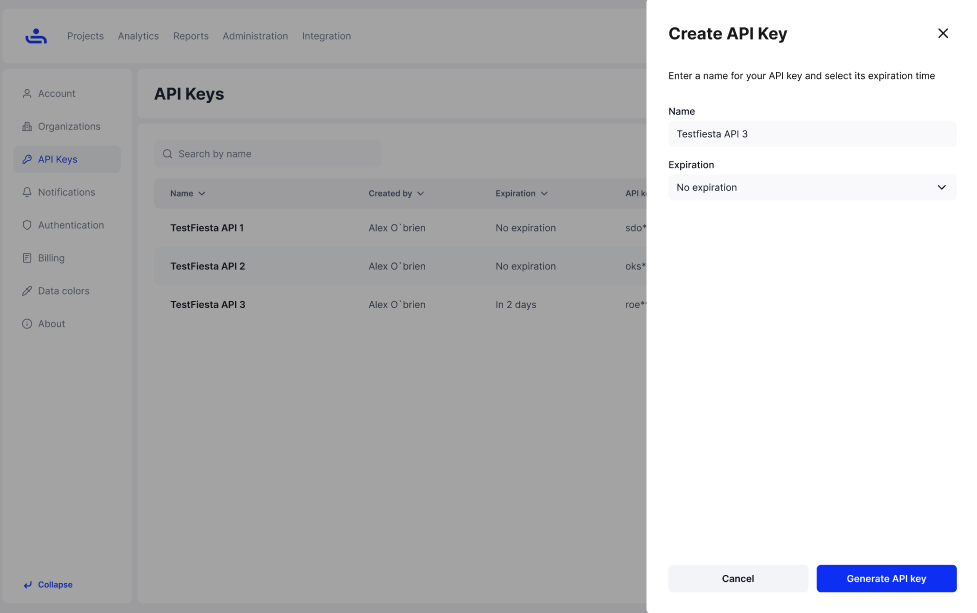 Projects Analytics Reports Administration Integration
Account
Organizations
API Keys
Notifications
Authentication
Billing
Data colors
About
Collapse
API Keys
Search by name
Name Created by Expiration API k
TestFiesta API 1 Alex O`brien No expiration sdo*
TestFiesta API 2 Alex O`brien No expiration oks*
TestFiesta API 3 Alex O`brien In 2 days roe*
Create API Key
Enter a name for your API key and select its expiration time
Name
Testfiesta API 3
Expiration
No expiration
Cancel Generate API key